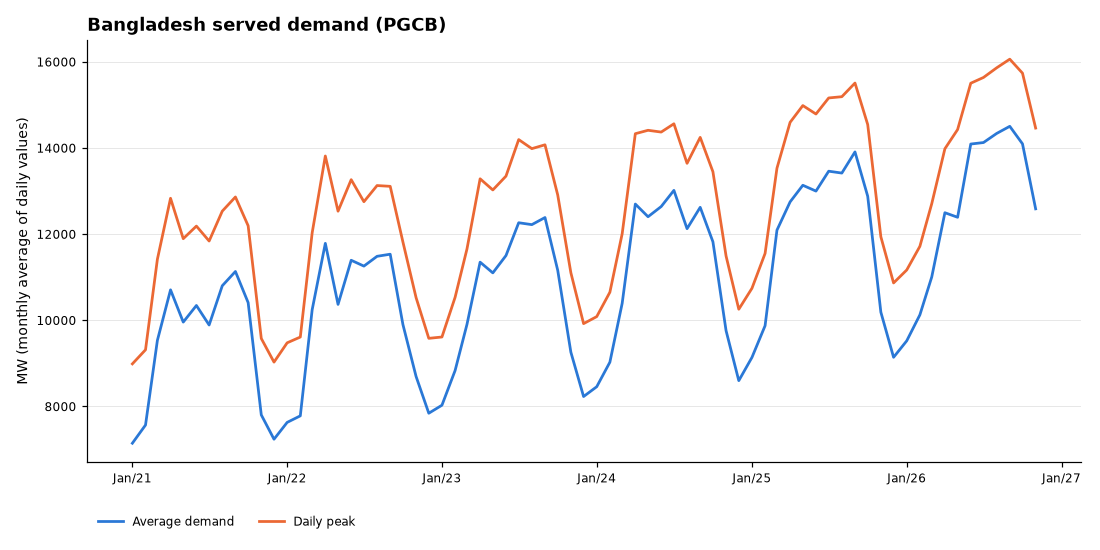 Bangladesh served demand (PGCB)
MW (monthly average of daily values)
16000
14000
12000
10000
8000
Jan/21 Jan/22 Jan/23 Jan/24 Jan/25 Jan/26 Jan/27
Average demand Daily peak